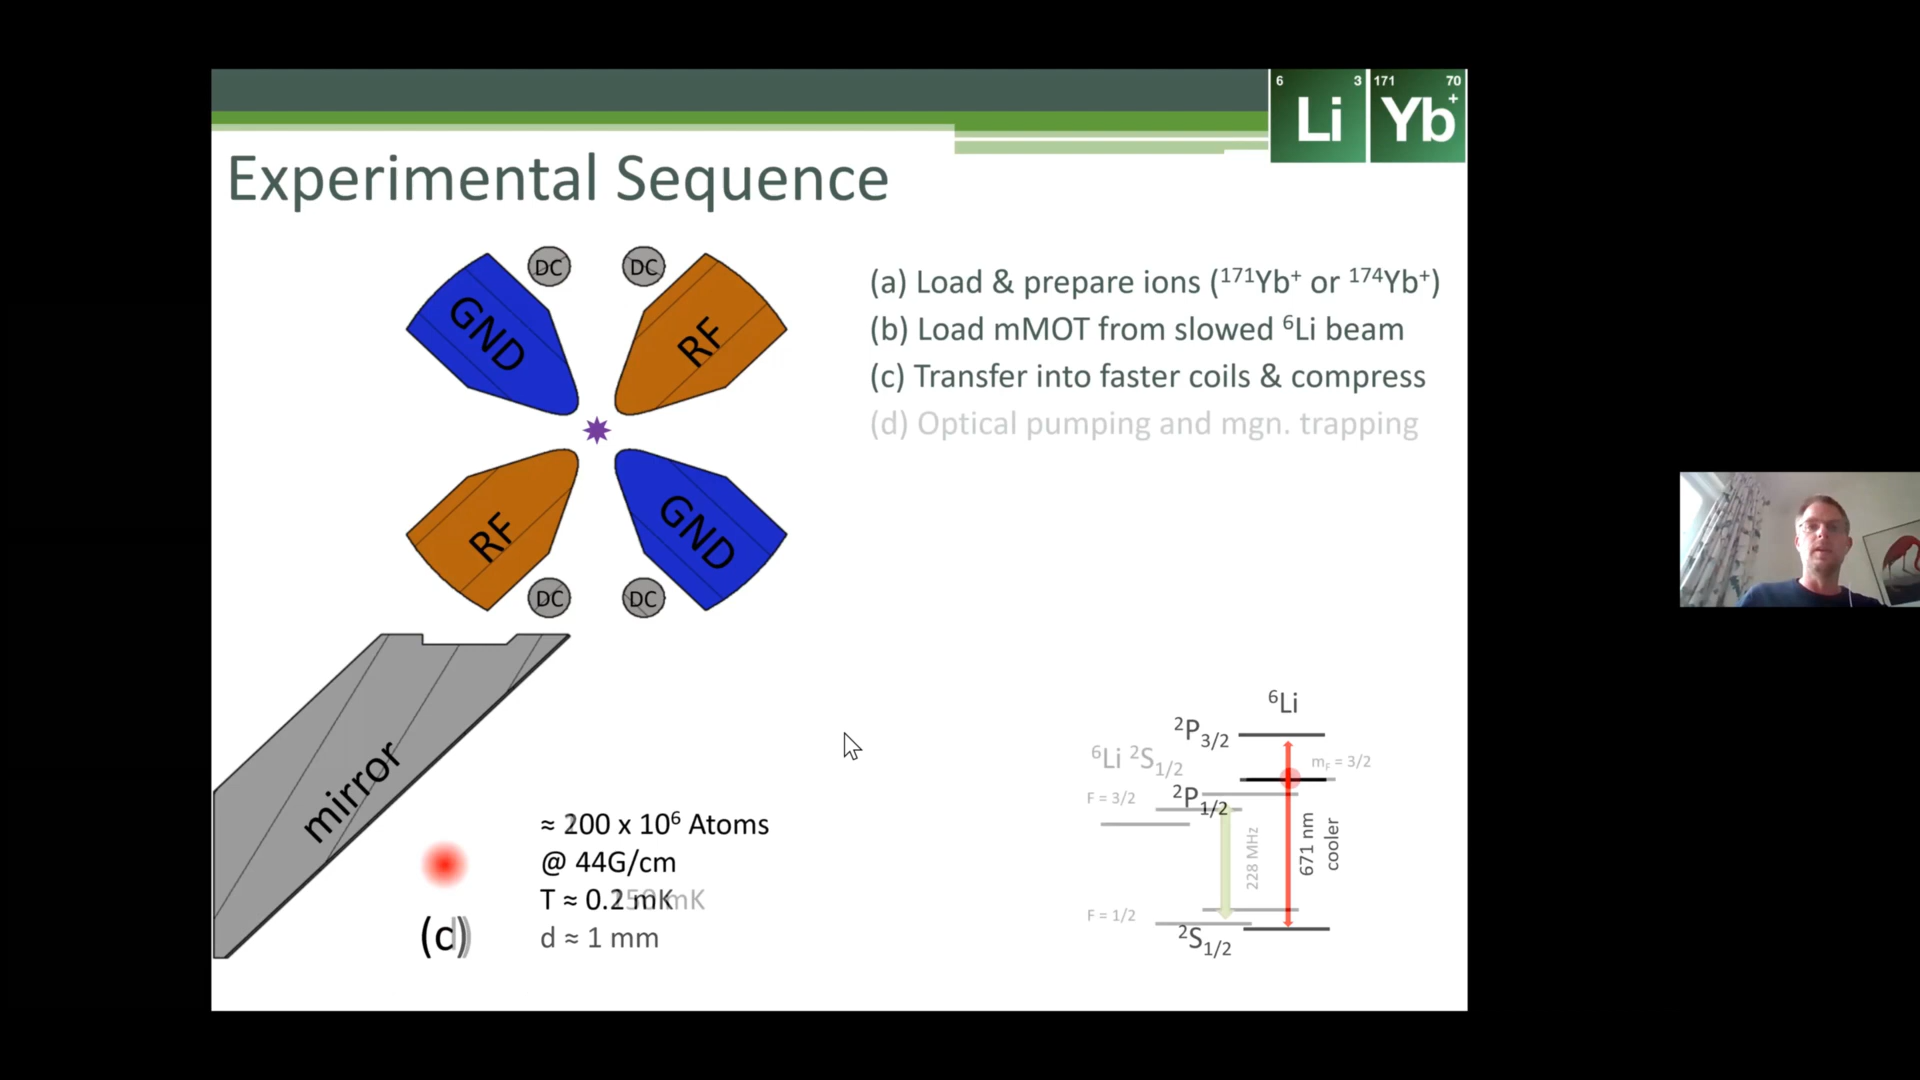 6 3 171 70
Li Yb+
Experimental Sequence
DC DC
GND RF
(a) Load & prepare ions (¹⁷¹Yb⁺ or ¹⁷⁴Yb⁺)
(b) Load mMOT from slowed ⁶Li beam
(c) Transfer into faster coils & compress
(d) Optical pumping and mgn. trapping
RF GND
DC DC
mirror
(c)
00 x 10⁶ Atoms
@ 44G/cm
T ≈ 0.2 mK
d ≈ 1 mm
⁶Li
²P3/2
⁶Li ²S1/2
mF = 3/2
F = 3/2
²P1/2
228 MHz
671 nm
cooler
F = 1/2
²S1/2